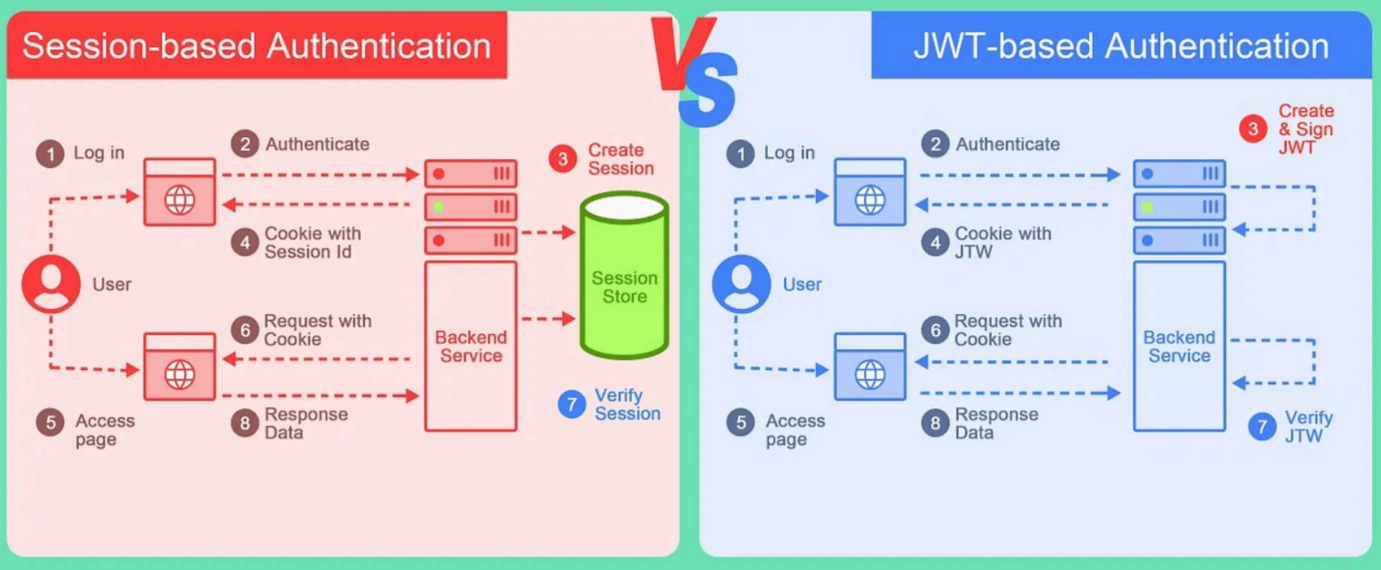 Session-based Authentication
VS
JWT-based Authentication
1 Log in
2 Authenticate
3 Create
Session
4 Cookie with
Session Id
User
Session
Store
6 Request with
Cookie
Backend
Service
5 Access
page
8 Response
Data
7 Verify
Session
1 Log in
2 Authenticate
3 Create
& Sign
JWT
4 Cookie with
JTW
User
6 Request with
Cookie
Backend
Service
5 Access
page
8 Response
Data
7 Verify
JTW